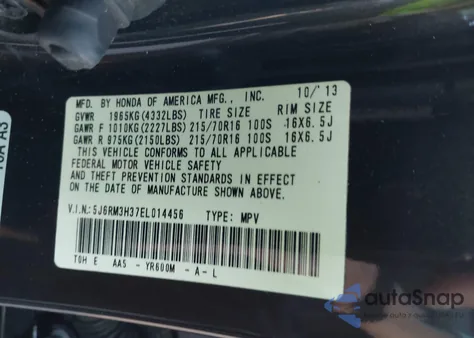 MFD. BY HONDA OF AMERICA MFG., INC. 10/'13
GVWR 1965KG(4332LBS) TIRE SIZE RIM SIZE
GAWR F 1010KG(2227LBS) 215/70R16 100S 16X6.5J
GAWR R 975KG(2150LBS) 215/70R16 100S 16X6.5J
THIS VEHICLE CONFORMS TO ALL APPLICABLE
FEDERAL MOTOR VEHICLE SAFETY
AND THEFT PREVENTION STANDARDS IN EFFECT ON
THE DATE OF MANUFACTURE SHOWN ABOVE.
V.I.N.:5J6RM3H37EL014456 TYPE: MPV
TOH E AA5 - YR600M - A - L
autoSnap